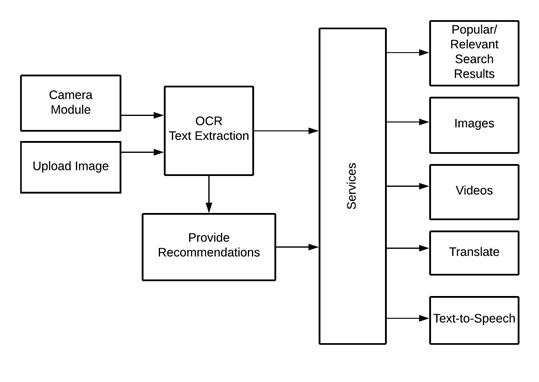 Camera
Module
Upload Image
OCR
Text Extraction
Provide
Recommendations
Services
Popular/
Relevant
Search
Results
Images
Videos
Translate
Text-to-Speech